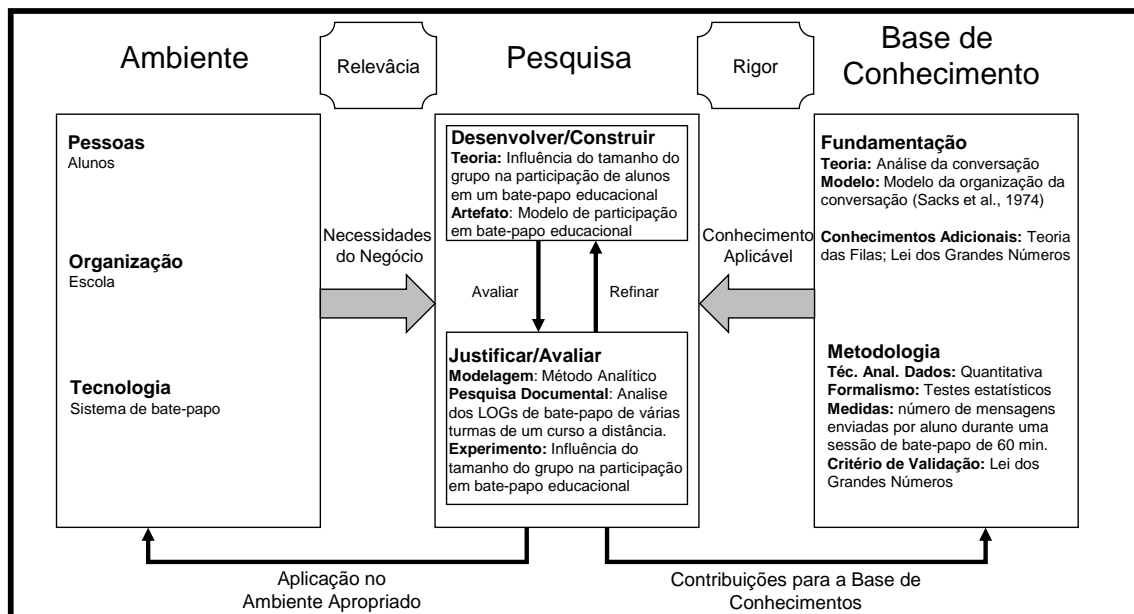 Ambiente
Relevâcia
Pesquisa
Rigor
Base de
Conhecimento
Pessoas
Alunos
Organização
Escola
Tecnologia
Sistema de bate-papo
Necessidades
do Negócio
Desenvolver/Construir
Teoria: Influência do tamanho do
grupo na participação de alunos
em um bate-papo educacional
Artefato: Modelo de participação
em bate-papo educacional
Avaliar
Refinar
Justificar/Avaliar
Modelagem: Método Analítico
Pesquisa Documental: Analise
dos LOGs de bate-papo de várias
turmas de um curso a distância.
Experimento: Influência do
tamanho do grupo na participação
em bate-papo educacional
Conhecimento
Aplicável
Fundamentação
Teoria: Análise da conversação
Modelo: Modelo da organização da
conversação (Sacks et al., 1974)
Conhecimentos Adicionais: Teoria
das Filas; Lei dos Grandes Números
Metodologia
Téc. Anal. Dados: Quantitativa
Formalismo: Testes estatísticos
Medidas: número de mensagens
enviadas por aluno durante uma
sessão de bate-papo de 60 min.
Critério de Validação: Lei dos
Grandes Números
Aplicação no
Ambiente Apropriado
Contribuições para a Base de
Conhecimentos